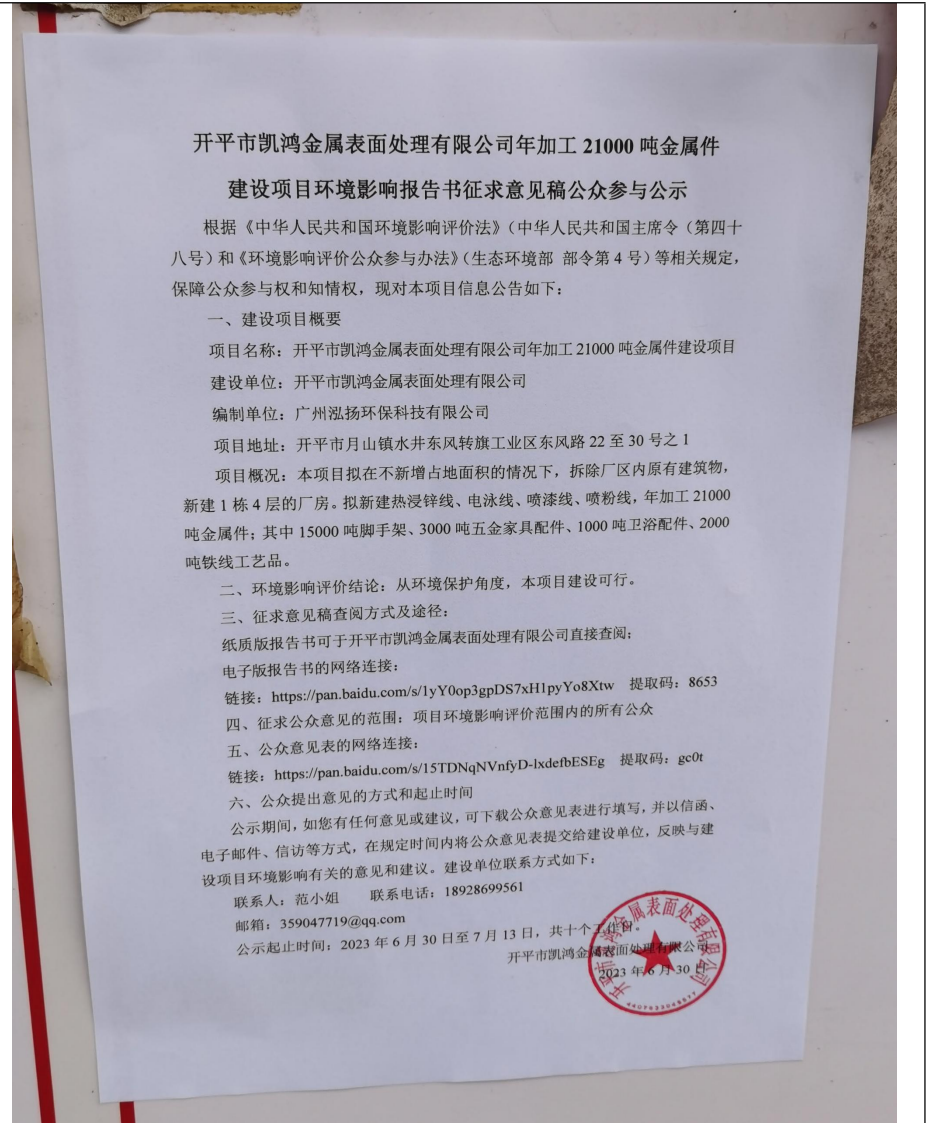 开平市凯鸿金属表面处理有限公司年加工 21000 吨金属件
建设项目环境影响报告书征求意见稿公众参与公示
根据《中华人民共和国环境影响评价法》（中华人民共和国主席令（第四十
八号）和《环境影响评价公众参与办法》（生态环境部 部令第 4 号）等相关规定，
保障公众参与权和知情权，现对本项目信息公告如下：
一、建设项目概要
项目名称：开平市凯鸿金属表面处理有限公司年加工 21000 吨金属件建设项目
建设单位：开平市凯鸿金属表面处理有限公司
编制单位：广州泓扬环保科技有限公司
项目地址：开平市月山镇水井东风转旗工业区东风路 22 至 30 号之 1
项目概况：本项目拟在不新增占地面积的情况下，拆除厂区内原有建筑物，
新建 1 栋 4 层的厂房。拟新建热浸锌线、电泳线、喷漆线、喷粉线，年加工 21000
吨金属件；其中 15000 吨脚手架、3000 吨五金家具配件、1000 吨卫浴配件、2000
吨铁线工艺品。
二、环境影响评价结论：从环境保护角度，本项目建设可行。
三、征求意见稿查阅方式及途径：
纸质版报告书可于开平市凯鸿金属表面处理有限公司直接查阅；
电子版报告书的网络连接：
链接：https://pan.baidu.com/s/1yY0op3gpDS7xH1pyYo8Xtw 提取码：8653
四、征求公众意见的范围：项目环境影响评价范围内的所有公众
五、公众意见表的网络连接：
链接：https://pan.baidu.com/s/15TDNqNVnfyD-lxdefbESEg 提取码：gc0t
六、公众提出意见的方式和起止时间
公示期间，如您有任何意见或建议，可下载公众意见表进行填写，并以信函、
电子邮件、信访等方式，在规定时间内将公众意见表提交给建设单位，反映与建
设项目环境影响有关的意见和建议。建设单位联系方式如下：
联系人：范小姐 联系电话：18928699561
邮箱：359047719@qq.com
公示起止时间：2023 年 6 月 30 日至 7 月 13 日，共十个工作日。
开平市凯鸿金属表面处理有限公司
2023 年 6 月 30 日
开平市凯鸿金属表面处理有限公司